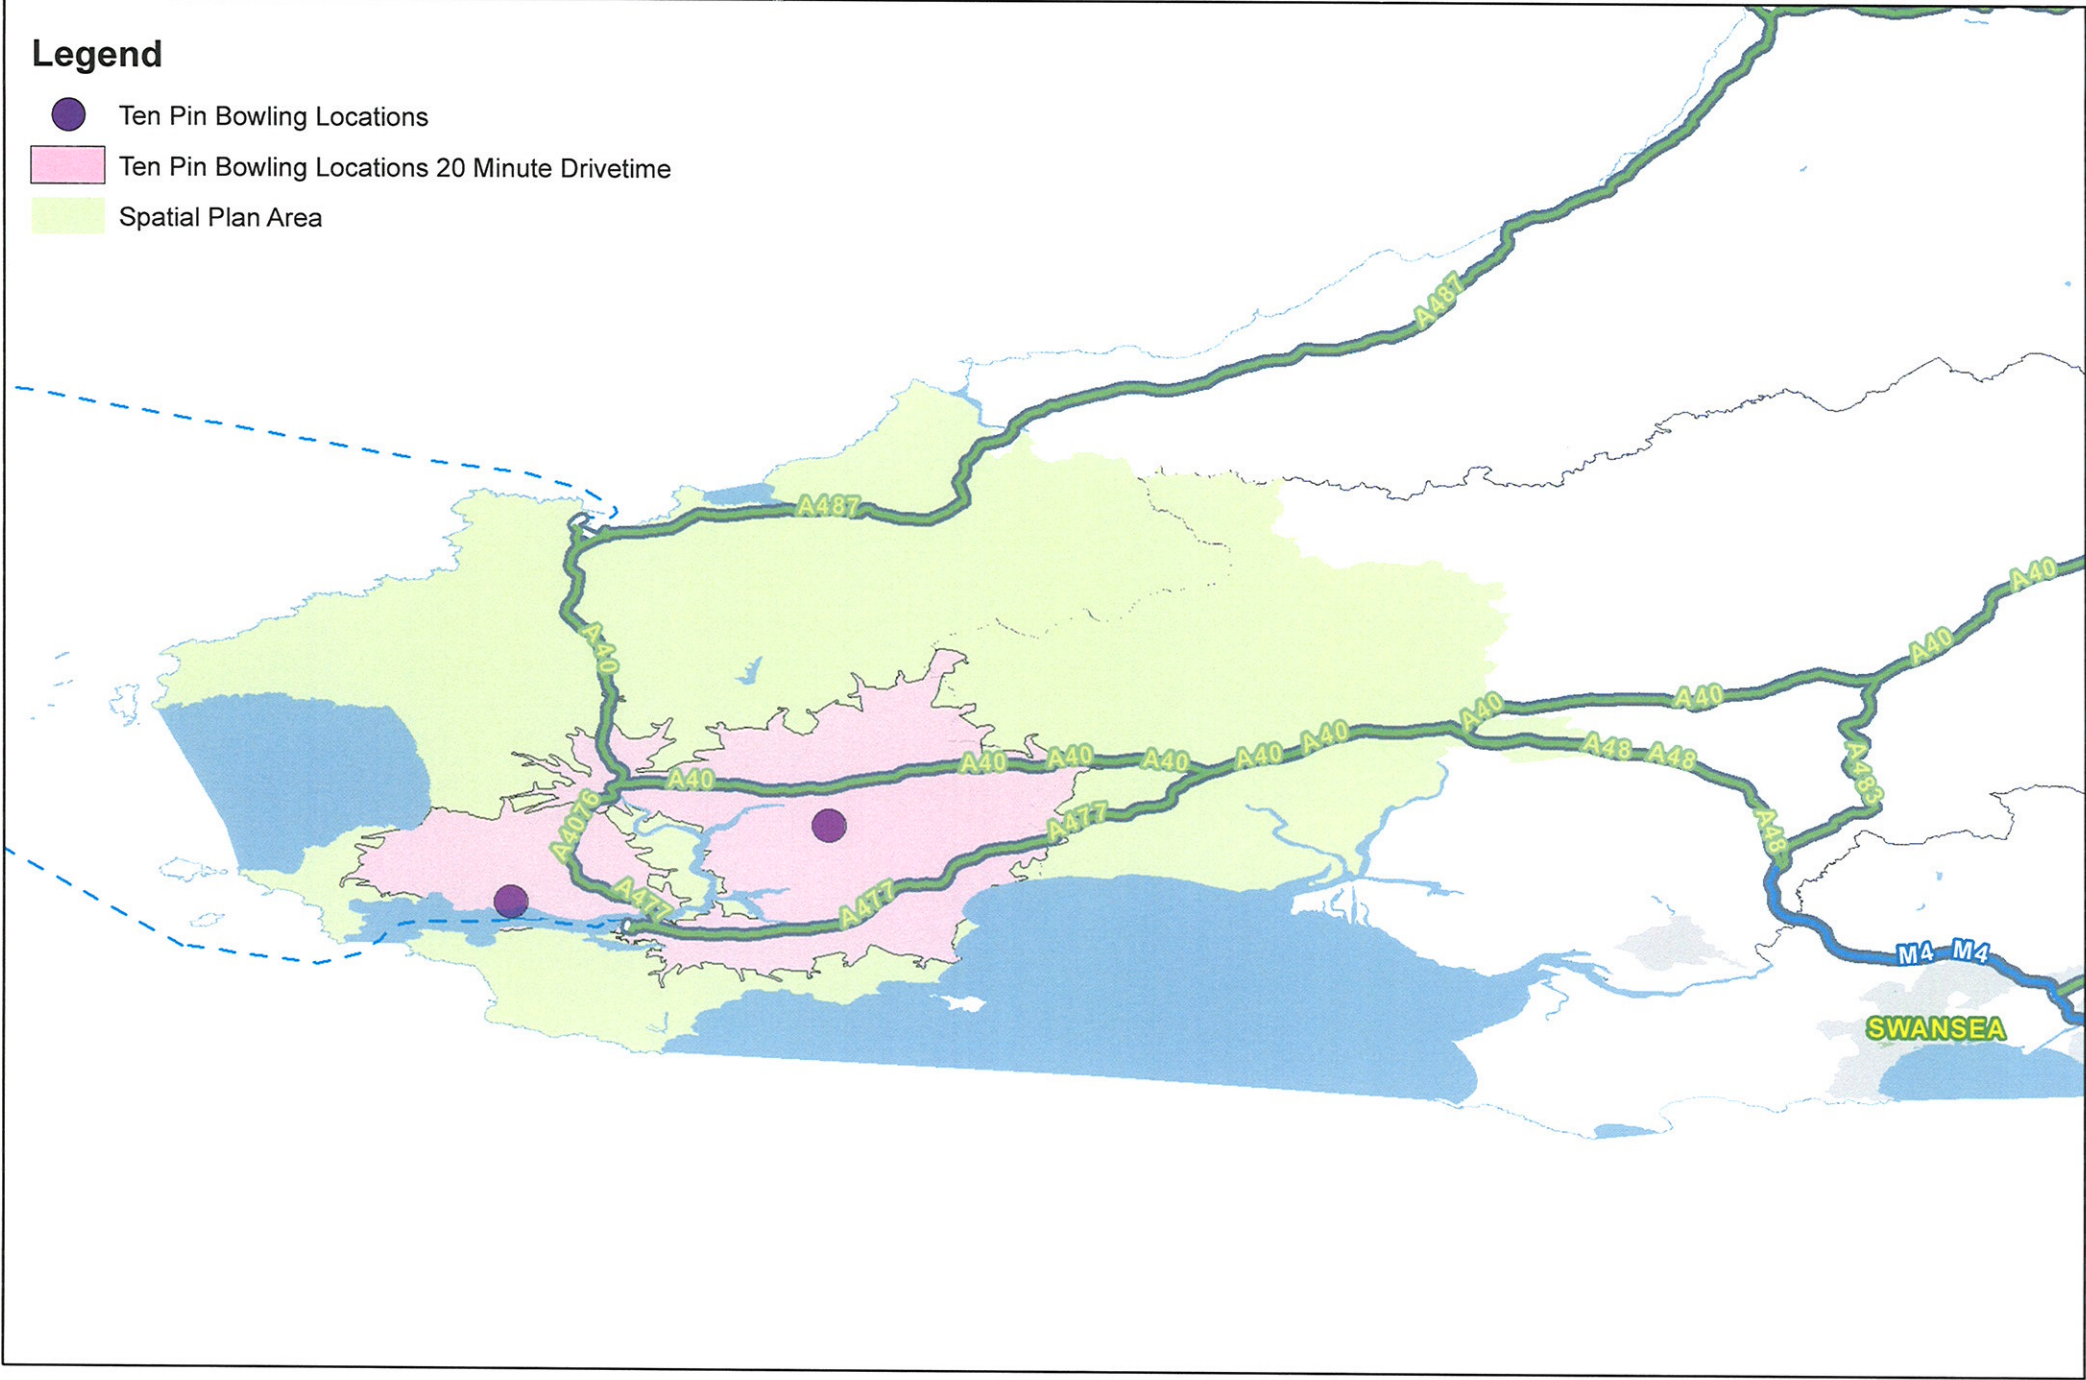 Legend
Ten Pin Bowling Locations
Ten Pin Bowling Locations 20 Minute Drivetime
Spatial Plan Area
A487
A487
A40
A40
A40
A40
A40
A40
A40
A40
A40
A40
A40
A48
A48
A483
A48
A4076
A477
A477
A477
M4
M4
SWANSEA